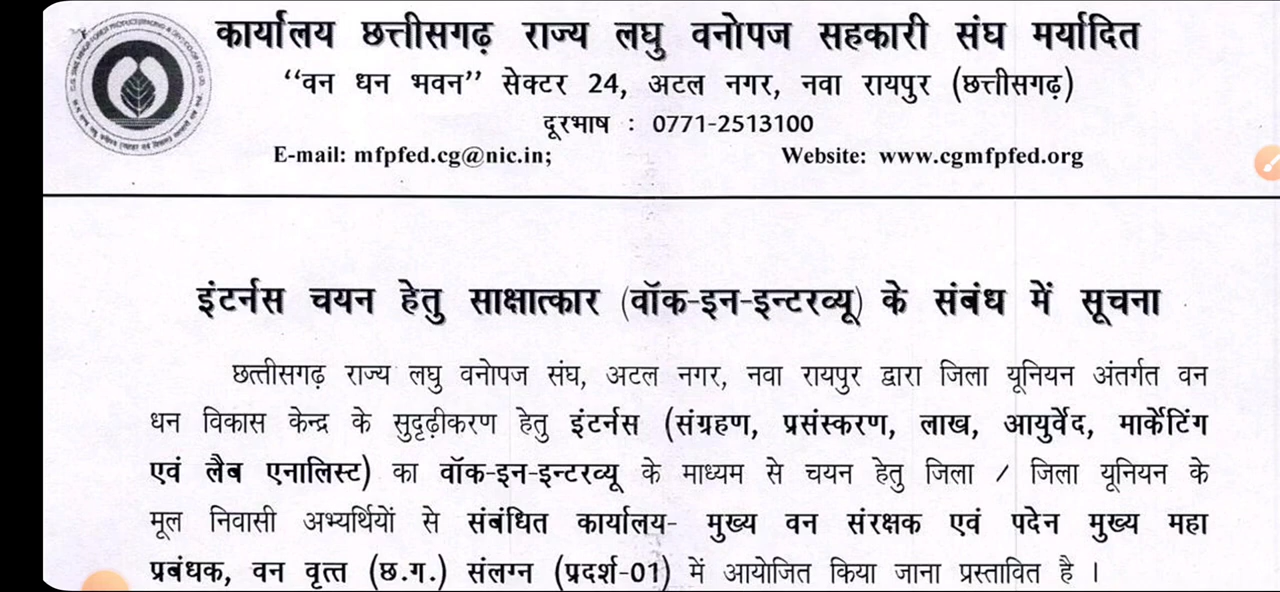 कार्यालय छत्तीसगढ़ राज्य लघु वनोपज सहकारी संघ मर्यादित
“वन धन भवन” सेक्टर 24, अटल नगर, नवा रायपुर (छत्तीसगढ़)
दूरभाष : 0771-2513100
E-mail: mfpfed.cg@nic.in; Website: www.cgmfpfed.org
इंटर्नस चयन हेतु साक्षात्कार (वॉक-इन-इन्टरव्यू) के संबंध में सूचना
छत्तीसगढ़ राज्य लघु वनोपज संघ, अटल नगर, नवा रायपुर द्वारा जिला यूनियन अंतर्गत वन
धन विकास केन्द्र के सुदृढ़ीकरण हेतु इंटर्नस (संग्रहण, प्रसंस्करण, लाख, आयुर्वेद, मार्केटिंग
एवं लैब एनालिस्ट) का वॉक-इन-इन्टरव्यू के माध्यम से चयन हेतु जिला / जिला यूनियन के
मूल निवासी अभ्यर्थियों से संबंधित कार्यालय- मुख्य वन संरक्षक एवं पदेन मुख्य महा
प्रबंधक, वन वृत्त (छ.ग.) संलग्न (प्रदर्श-01) में आयोजित किया जाना प्रस्तावित है ।